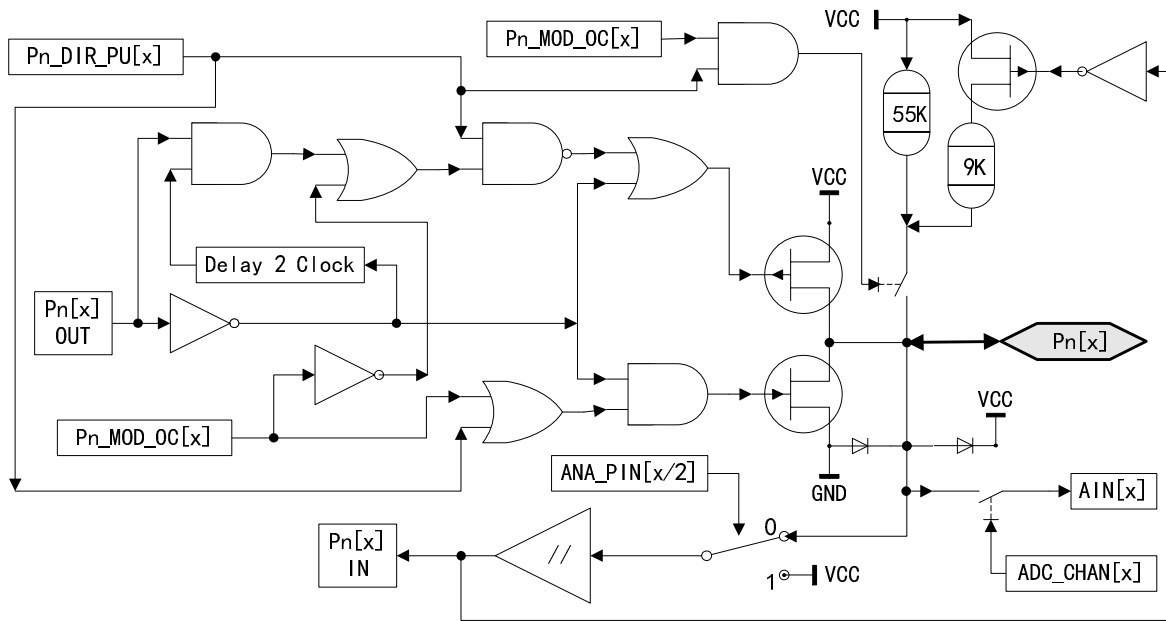 Pn_MOD_OC[x]
VCC
Pn_DIR_PU[x]
55K
9K
VCC
Delay 2 Clock
Pn[x]
OUT
Pn[x]
VCC
Pn_MOD_OC[x]
ANA_PIN[x/2]
GND
AIN[x]
0
Pn[x]
IN
//
1
VCC
ADC_CHAN[x]